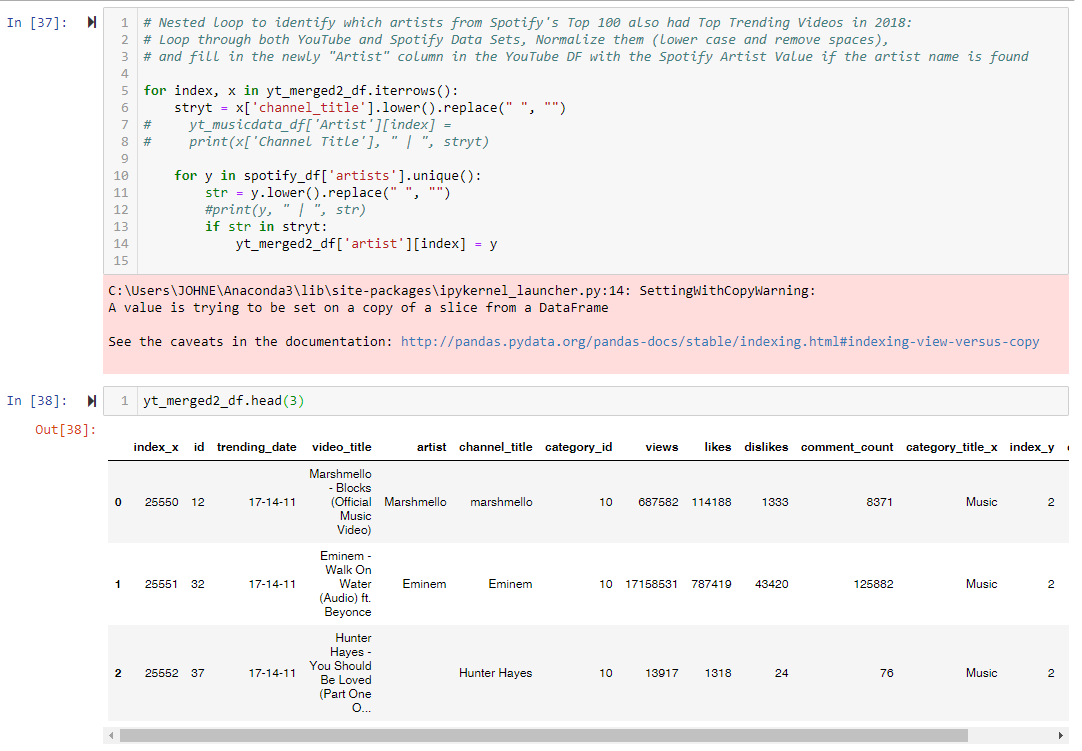 In [37]:
1 # Nested loop to identify which artists from Spotify's Top 100 also had Top Trending Videos in 2018:
2 # Loop through both YouTube and Spotify Data Sets, Normalize them (lower case and remove spaces),
3 # and fill in the newly "Artist" column in the YouTube DF with the Spotify Artist Value if the artist name is found
4
5 for index, x in yt_merged2_df.iterrows():
6     stryt = x['channel_title'].lower().replace(" ", "")
7 #     yt_musicdata_df['Artist'][index] =
8 #     print(x['Channel Title'], " | ", stryt)
9
10     for y in spotify_df['artists'].unique():
11         str = y.lower().replace(" ", "")
12         #print(y, " | ", str)
13         if str in stryt:
14             yt_merged2_df['artist'][index] = y
15
C:\Users\JOHNE\Anaconda3\lib\site-packages\ipykernel_launcher.py:14: SettingWithCopyWarning:
A value is trying to be set on a copy of a slice from a DataFrame
See the caveats in the documentation: http://pandas.pydata.org/pandas-docs/stable/indexing.html#indexing-view-versus-copy
In [38]:
1 yt_merged2_df.head(3)
Out[38]:
index_x id trending_date video_title artist channel_title category_id views likes dislikes comment_count category_title_x index_y
Marshmello
- Blocks
0 25550 12 17-14-11 (Official Marshmello marshmello 10 687582 114188 1333 8371 Music 2
Music
Video)
Eminem -
Walk On
1 25551 32 17-14-11 Water Eminem Eminem 10 17158531 787419 43420 125882 Music 2
(Audio) ft.
Beyonce
Hunter
Hayes -
2 25552 37 17-14-11 You Should Hunter Hayes 10 13917 1318 24 76 Music 2
Be Loved
(Part One
O...